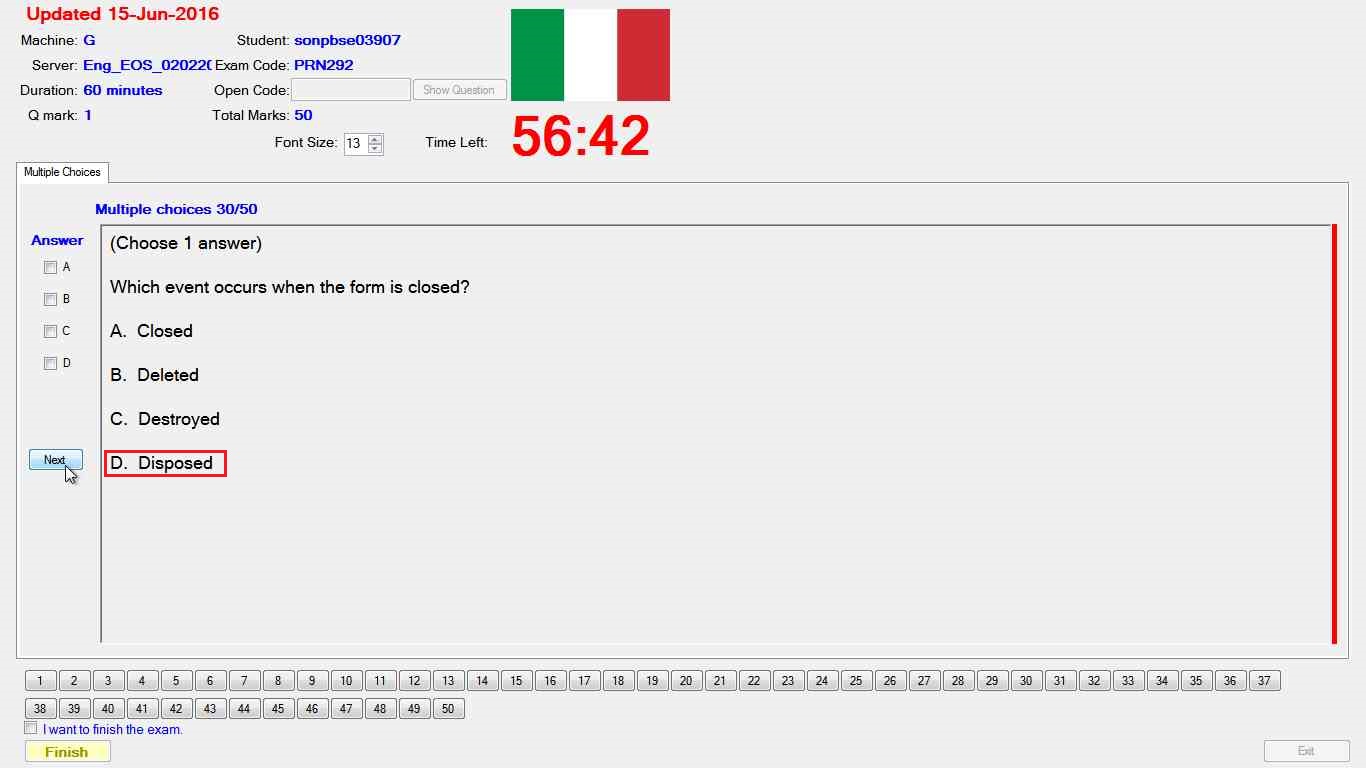 Updated 15-Jun-2016
Machine: G Student: sonpbse03907
Server: Eng_EOS_02022( Exam Code: PRN292
Duration: 60 minutes Open Code: Show Question
Q mark: 1 Total Marks: 50
Font Size: 13 Time Left: 56:42
Multiple Choices
Multiple choices 30/50
Answer
A
B
C
D
Next
(Choose 1 answer)
Which event occurs when the form is closed?
A. Closed
B. Deleted
C. Destroyed
D. Disposed
1 2 3 4 5 6 7 8 9 10 11 12 13 14 15 16 17 18 19 20 21 22 23 24 25 26 27 28 29 30 31 32 33 34 35 36 37
38 39 40 41 42 43 44 45 46 47 48 49 50
I want to finish the exam.
Finish Exit